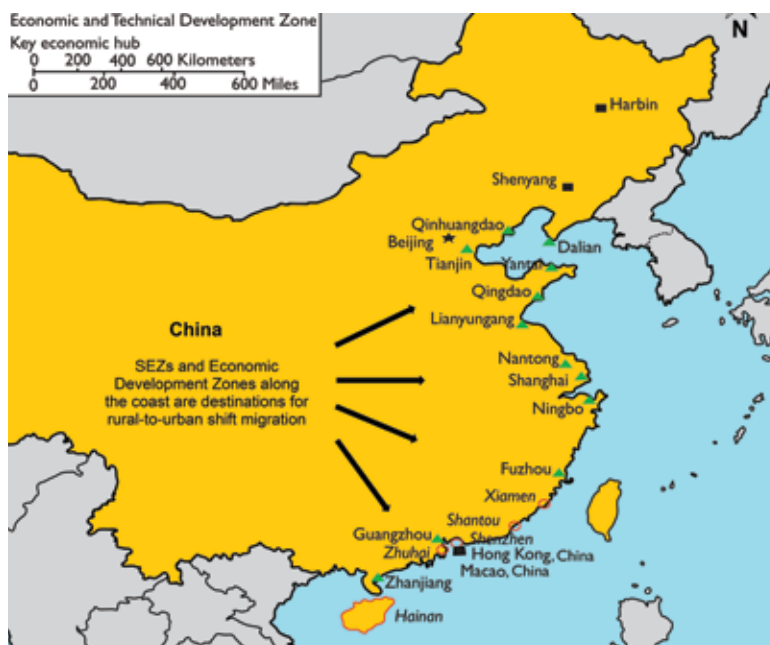 Economic and Technical Development Zone
Key economic hub
0 200 400 600 Kilometers
0 200 400 600 Miles
N
Harbin
Shenyang
Qinhuangdao
Beijing
Tianjin
Dalian
Yantai
Qingdao
Lianyungang
China
SEZs and Economic
Development Zones along
the coast are destinations for
rural-to-urban shift migration
Nantong
Shanghai
Ningbo
Fuzhou
Xiamen
Shantou
Guangzhou
Shenzhen
Zhuhai
Hong Kong, China
Macao, China
Zhanjiang
Hainan